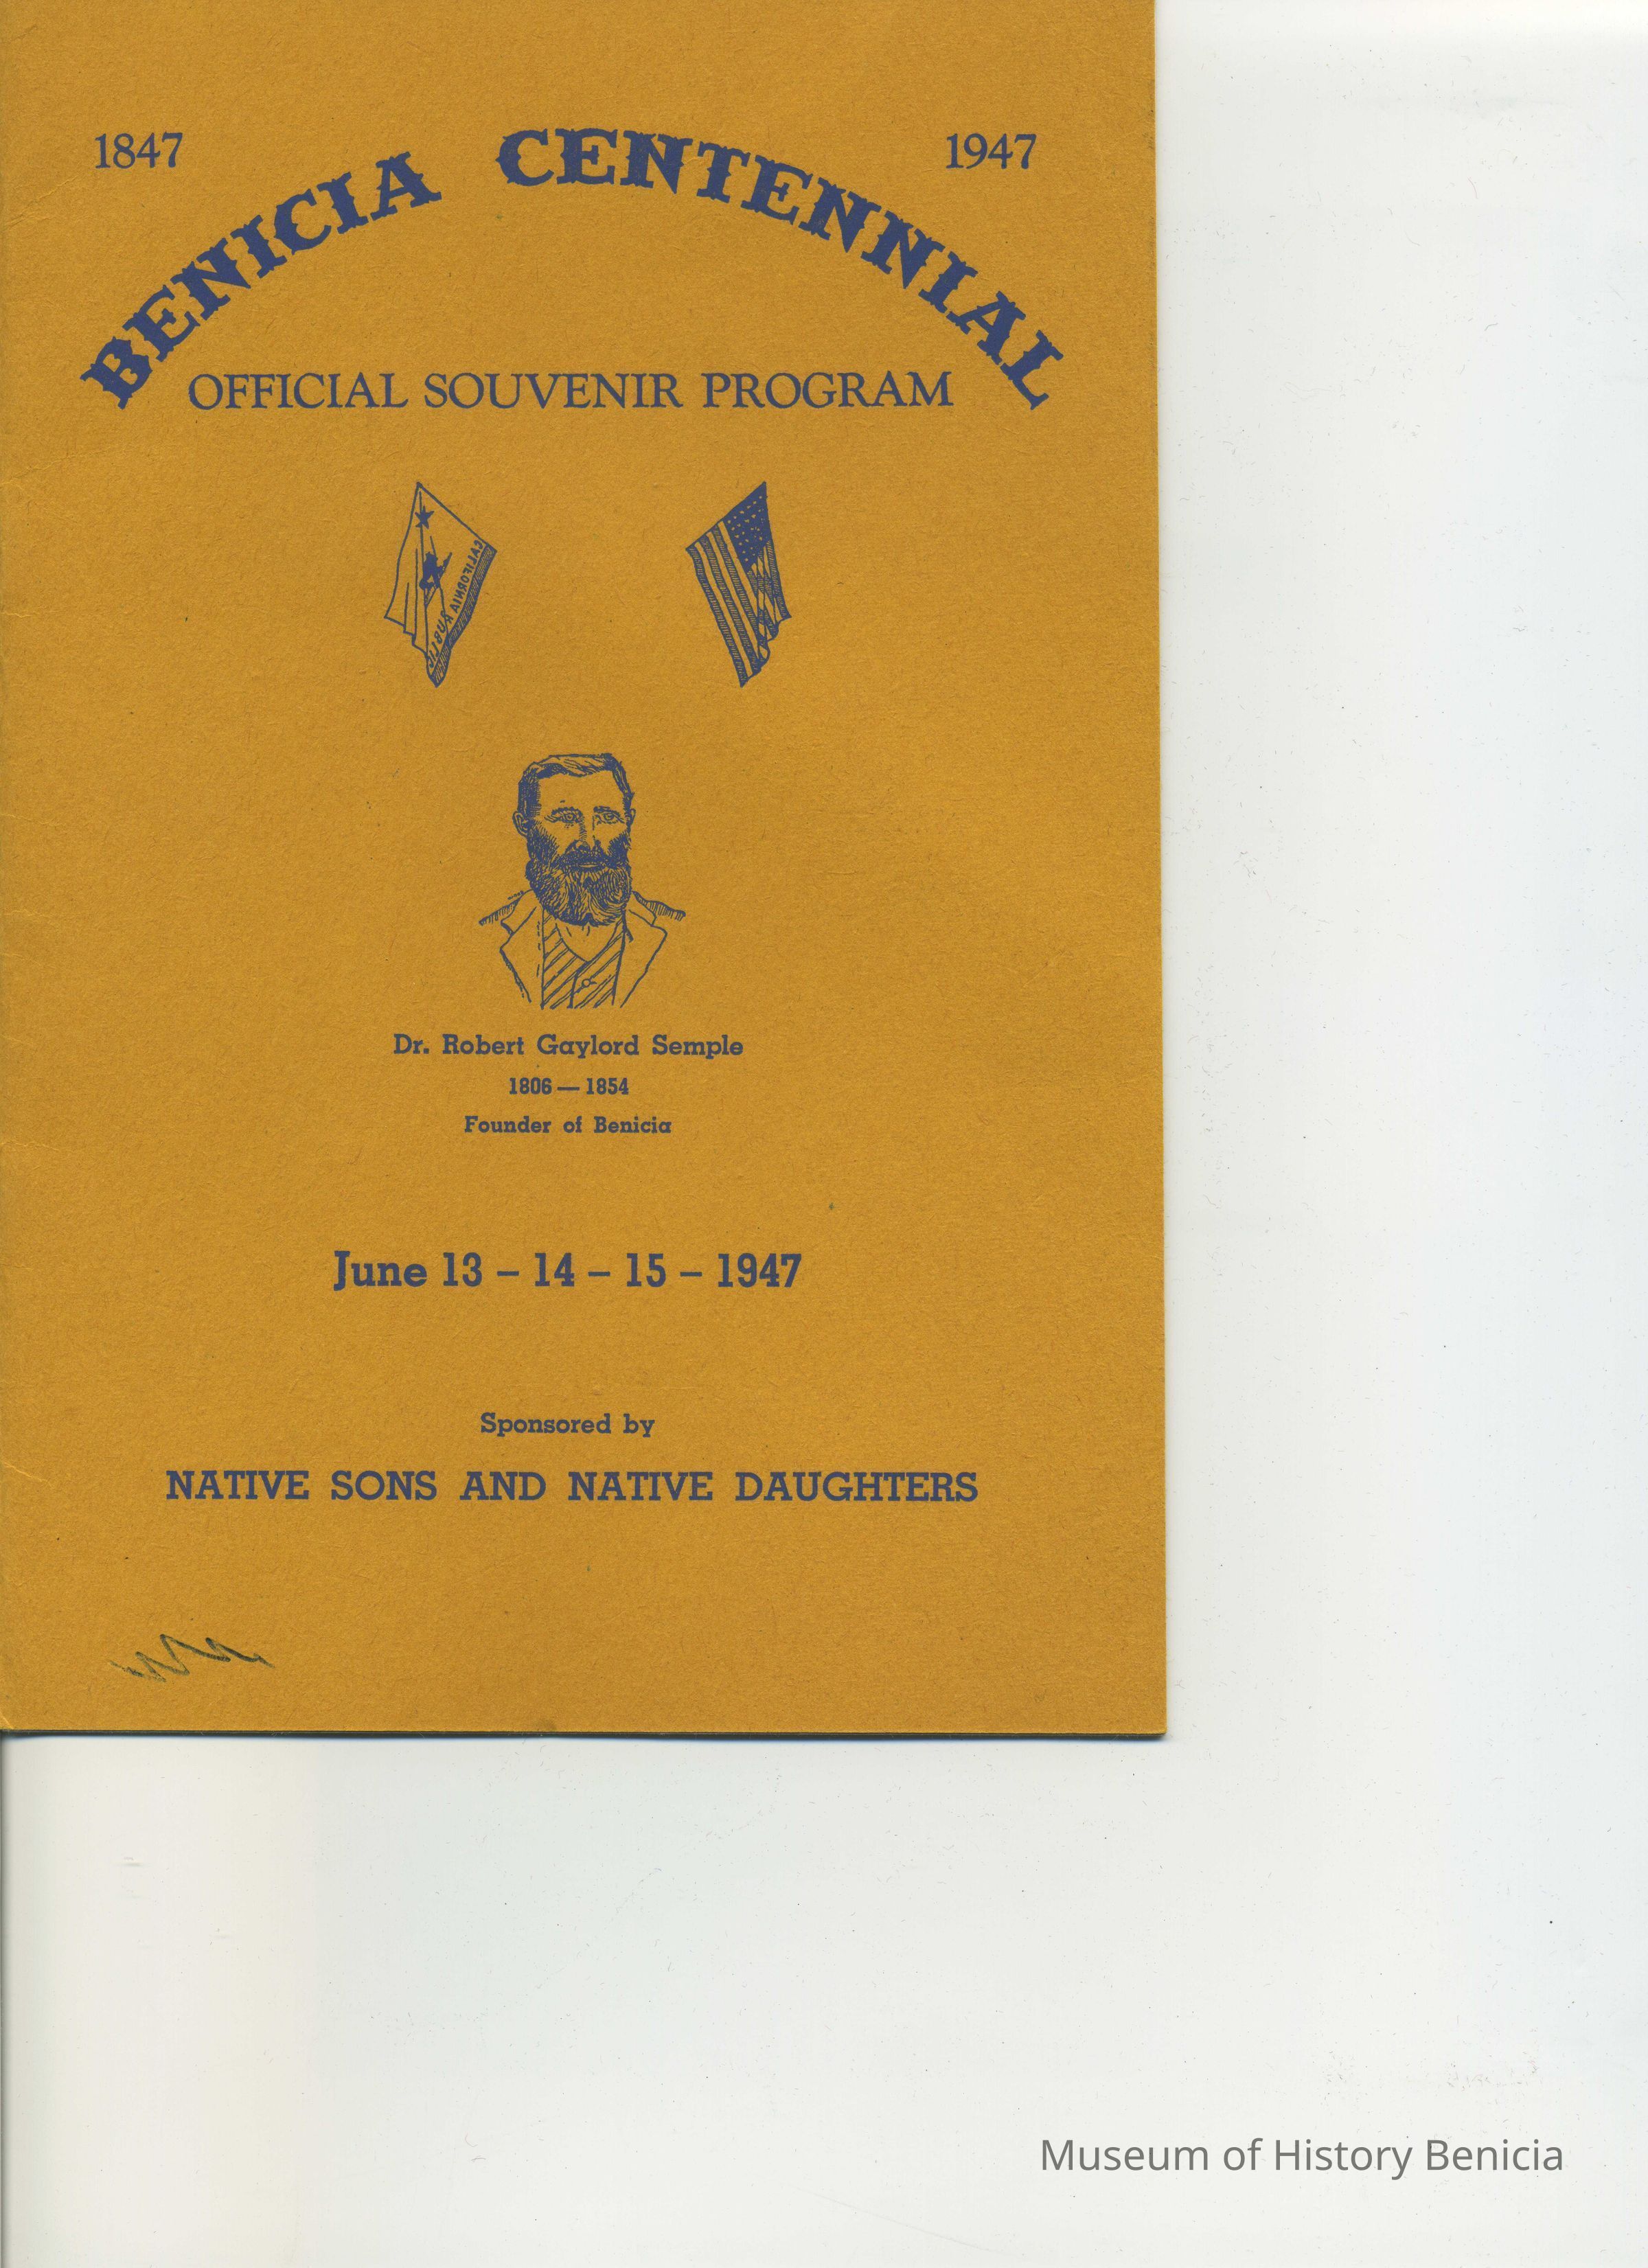 1847
1947
BENICIA CENTENNIAL
OFFICIAL SOUVENIR PROGRAM
CALIFORNIA REPUBLIC
Dr. Robert Gaylord Semple
1806 — 1854
Founder of Benicia
June 13 – 14 – 15 – 1947
Sponsored by
NATIVE SONS AND NATIVE DAUGHTERS
Museum of History Benicia